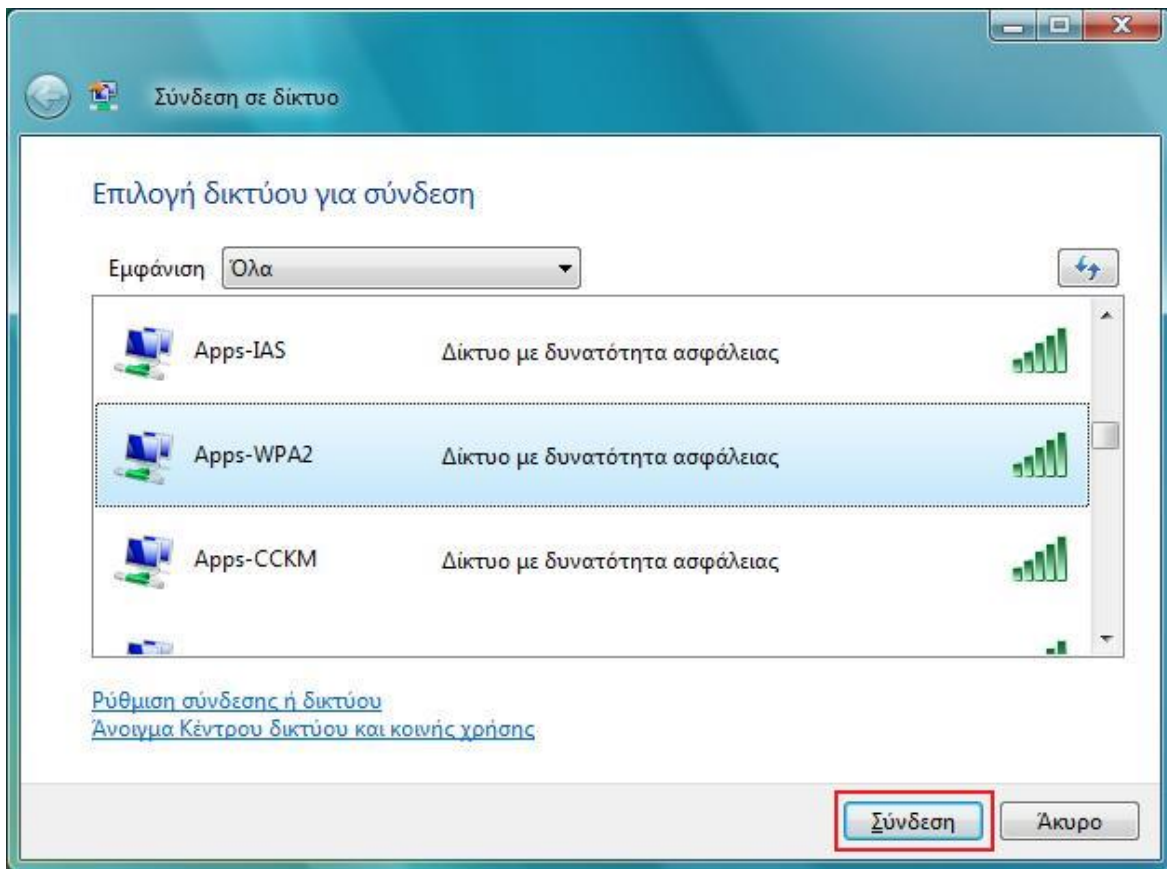 Σύνδεση σε δίκτυο
Επιλογή δικτύου για σύνδεση
Εμφάνιση Όλα
Apps-IAS Δίκτυο με δυνατότητα ασφάλειας
Apps-WPA2 Δίκτυο με δυνατότητα ασφάλειας
Apps-CCKM Δίκτυο με δυνατότητα ασφάλειας
Ρύθμιση σύνδεσης ή δικτύου
Άνοιγμα Κέντρου δικτύου και κοινής χρήσης
Σύνδεση Άκυρο